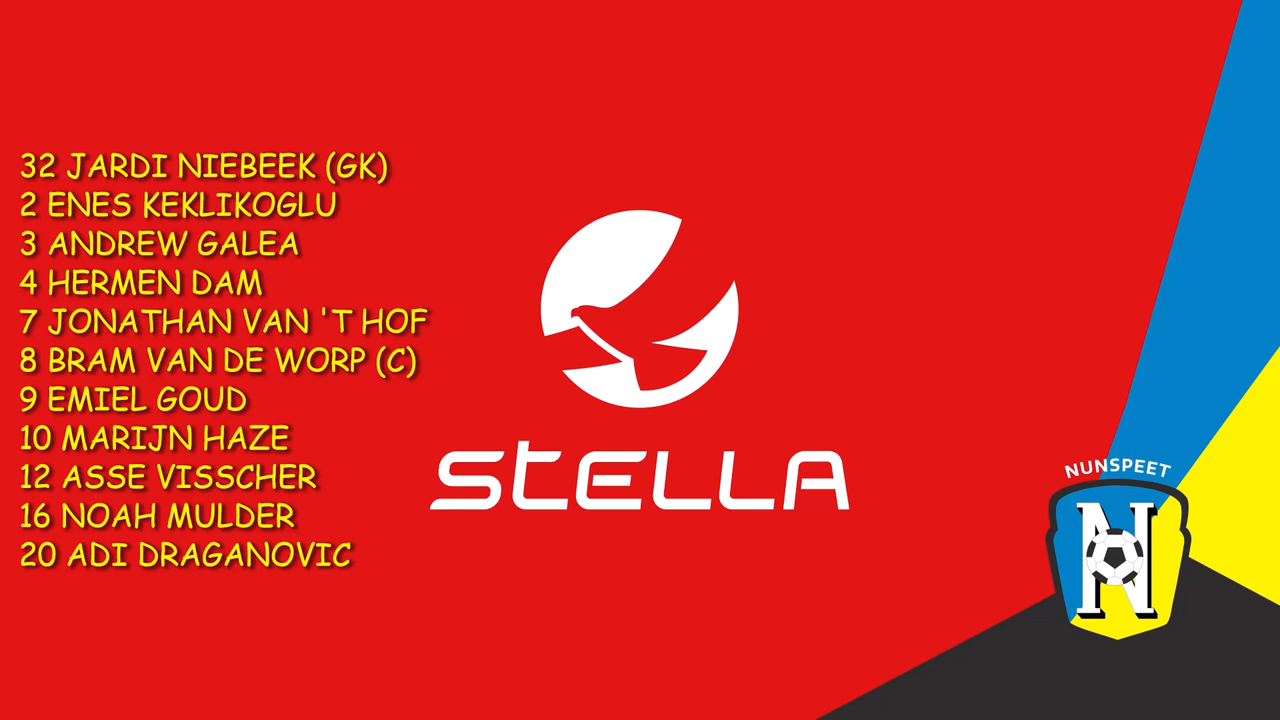 32 JARDI NIEBEEK (GK)
2 ENES KEKLIKOGLU
3 ANDREW GALEA
4 HERMEN DAM
7 JONATHAN VAN 'T HOF
8 BRAM VAN DE WORP (C)
9 EMIEL GOUD
10 MARIJN HAZE
12 ASSE VISSCHER
16 NOAH MULDER
20 ADI DRAGANOVIC
STELLA
NUNSPEET
N